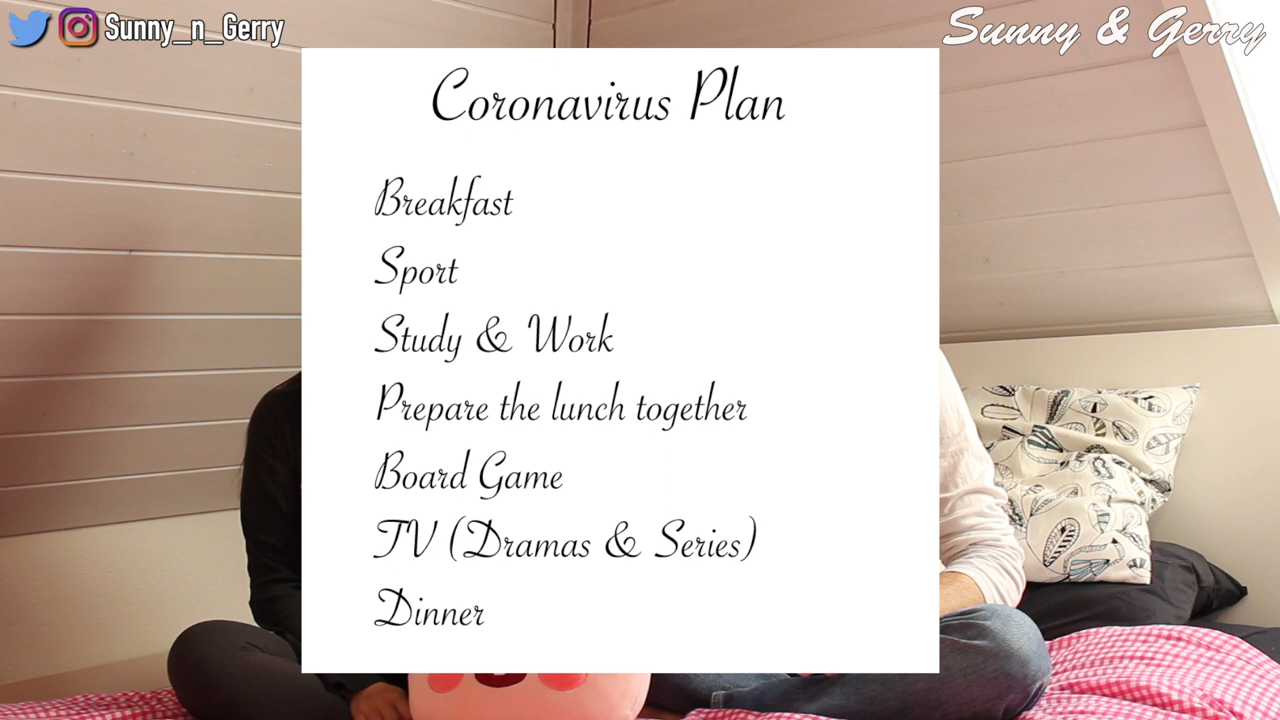 Sunny_n_Gerry
Sunny & Gerry
Coronavirus Plan
Breakfast
Sport
Study & Work
Prepare the lunch together
Board Game
TV (Dramas & Series)
Dinner